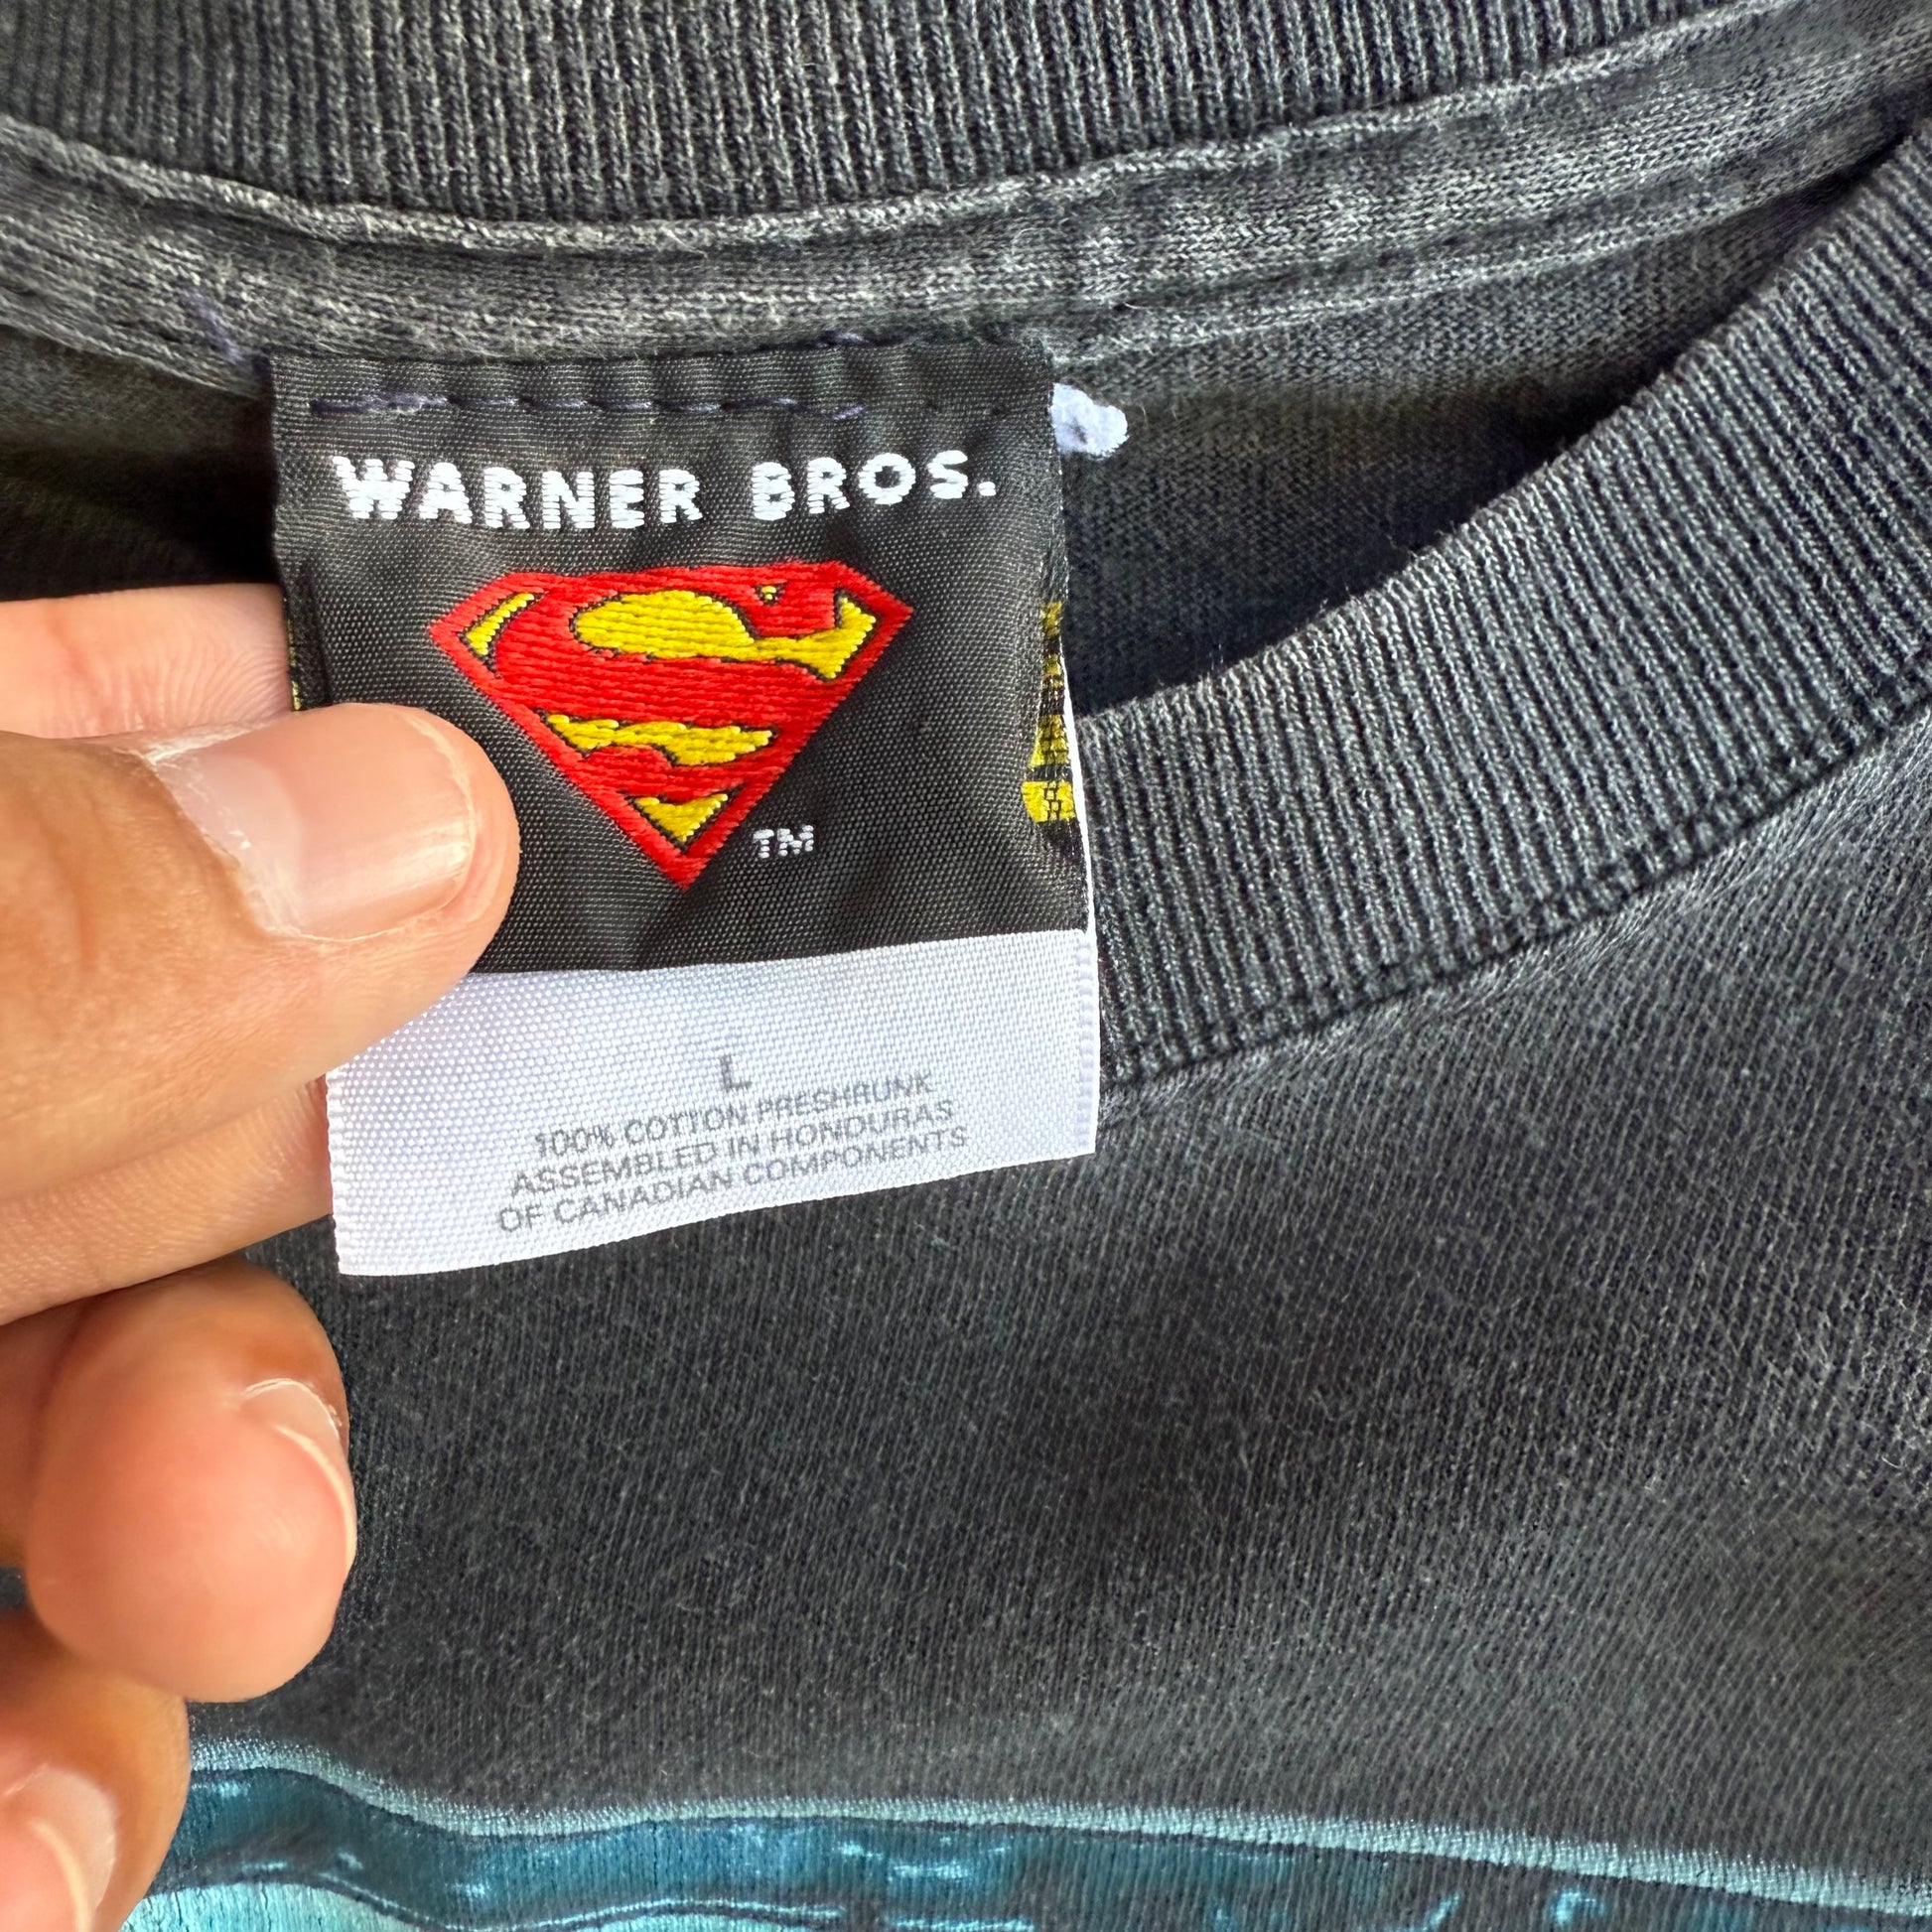 WARNER BROS.
S
TM
L
100% COTTON PRESHRUNK
ASSEMBLED IN HONDURAS
OF CANADIAN COMPONENTS